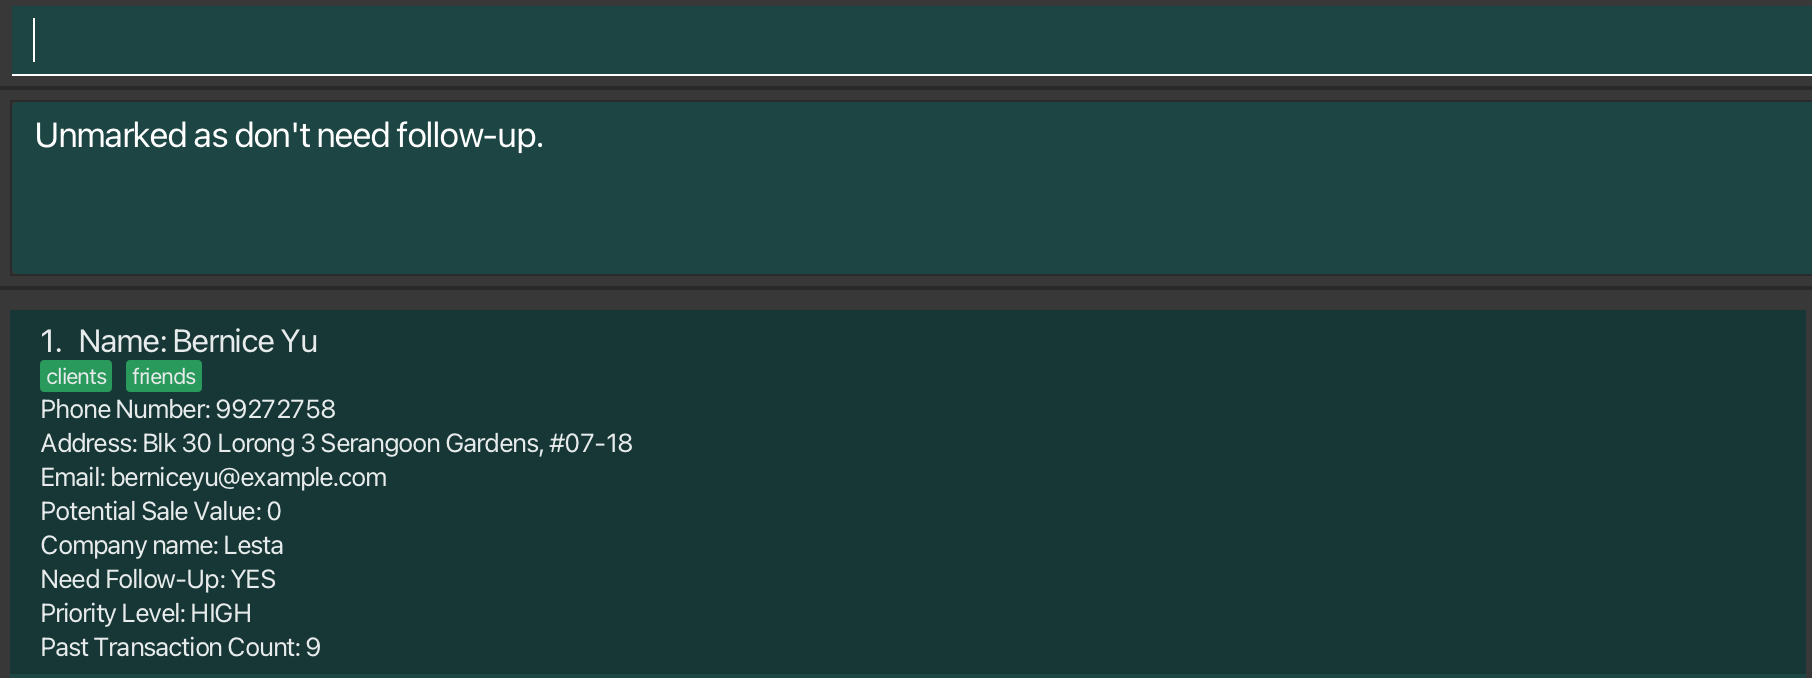 Unmarked as don't need follow-up.
1. Name: Bernice Yu
clients friends
Phone Number: 99272758
Address: Blk 30 Lorong 3 Serangoon Gardens, #07-18
Email: berniceyu@example.com
Potential Sale Value: 0
Company name: Lesta
Need Follow-Up: YES
Priority Level: HIGH
Past Transaction Count: 9